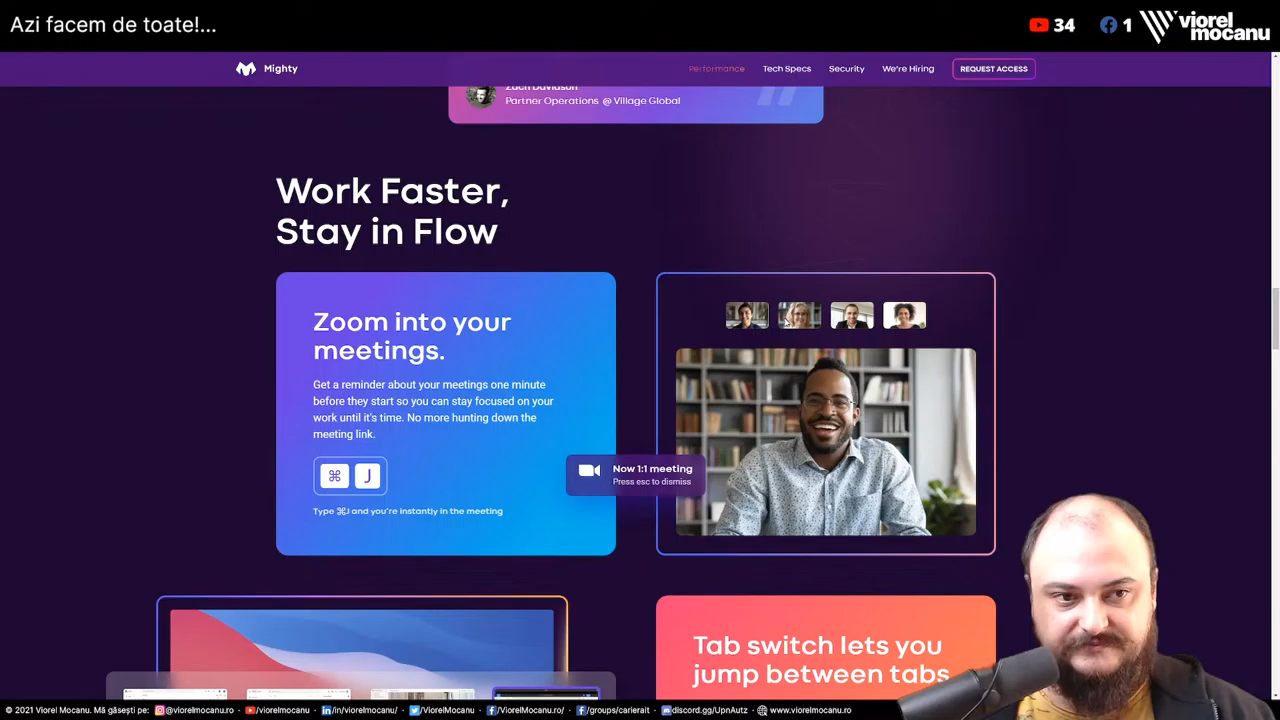 Azi facem de toate!...
34
1
viorel
mocanu
Mighty
Performance
Tech Specs
Security
We're Hiring
REQUEST ACCESS
Zach Davidson
Partner Operations @ Village Global
Work Faster,
Stay in Flow
Zoom into your
meetings.
Get a reminder about your meetings one minute
before they start so you can stay focused on your
work until it's time. No more hunting down the
meeting link.
⌘ J
Type ⌘J and you're instantly in the meeting
Now 1:1 meeting
Press esc to dismiss
Tab switch lets you
jump between tabs
© 2021 Viorel Mocanu. Mă găsești pe: @viorelmocanu.ro · /viorelmocanu · /in/viorelmocanu/ · /ViorelMocanu · /ViorelMocanu.ro/ · /groups/carierait · discord.gg/UpnAutz · www.viorelmocanu.ro